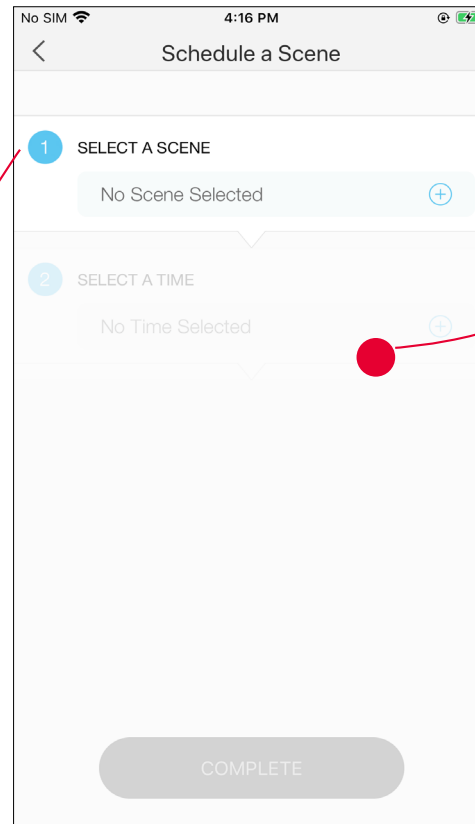 No SIM 4:16 PM
Schedule a Scene
1 SELECT A SCENE
No Scene Selected
2 SELECT A TIME
No Time Selected
COMPLETE